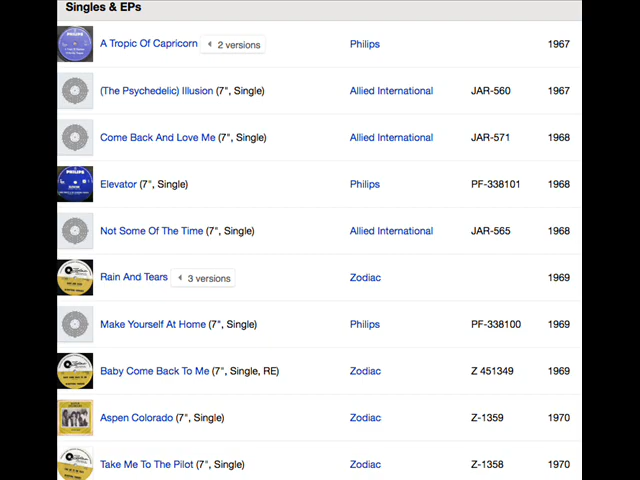 Singles & EPs
A Tropic Of Capricorn 2 versions Philips 1967
(The Psychedelic) Illusion (7", Single) Allied International JAR-560 1967
Come Back And Love Me (7", Single) Allied International JAR-571 1968
PHILIPS
Elevator (7", Single) Philips PF-338101 1968
Not Some Of The Time (7", Single) Allied International JAR-565 1968
Rain And Tears 3 versions Zodiac 1969
Make Yourself At Home (7", Single) Philips PF-338100 1969
Baby Come Back To Me (7", Single, RE) Zodiac Z 451349 1969
Aspen Colorado (7", Single) Zodiac Z-1359 1970
Take Me To The Pilot (7", Single) Zodiac Z-1358 1970